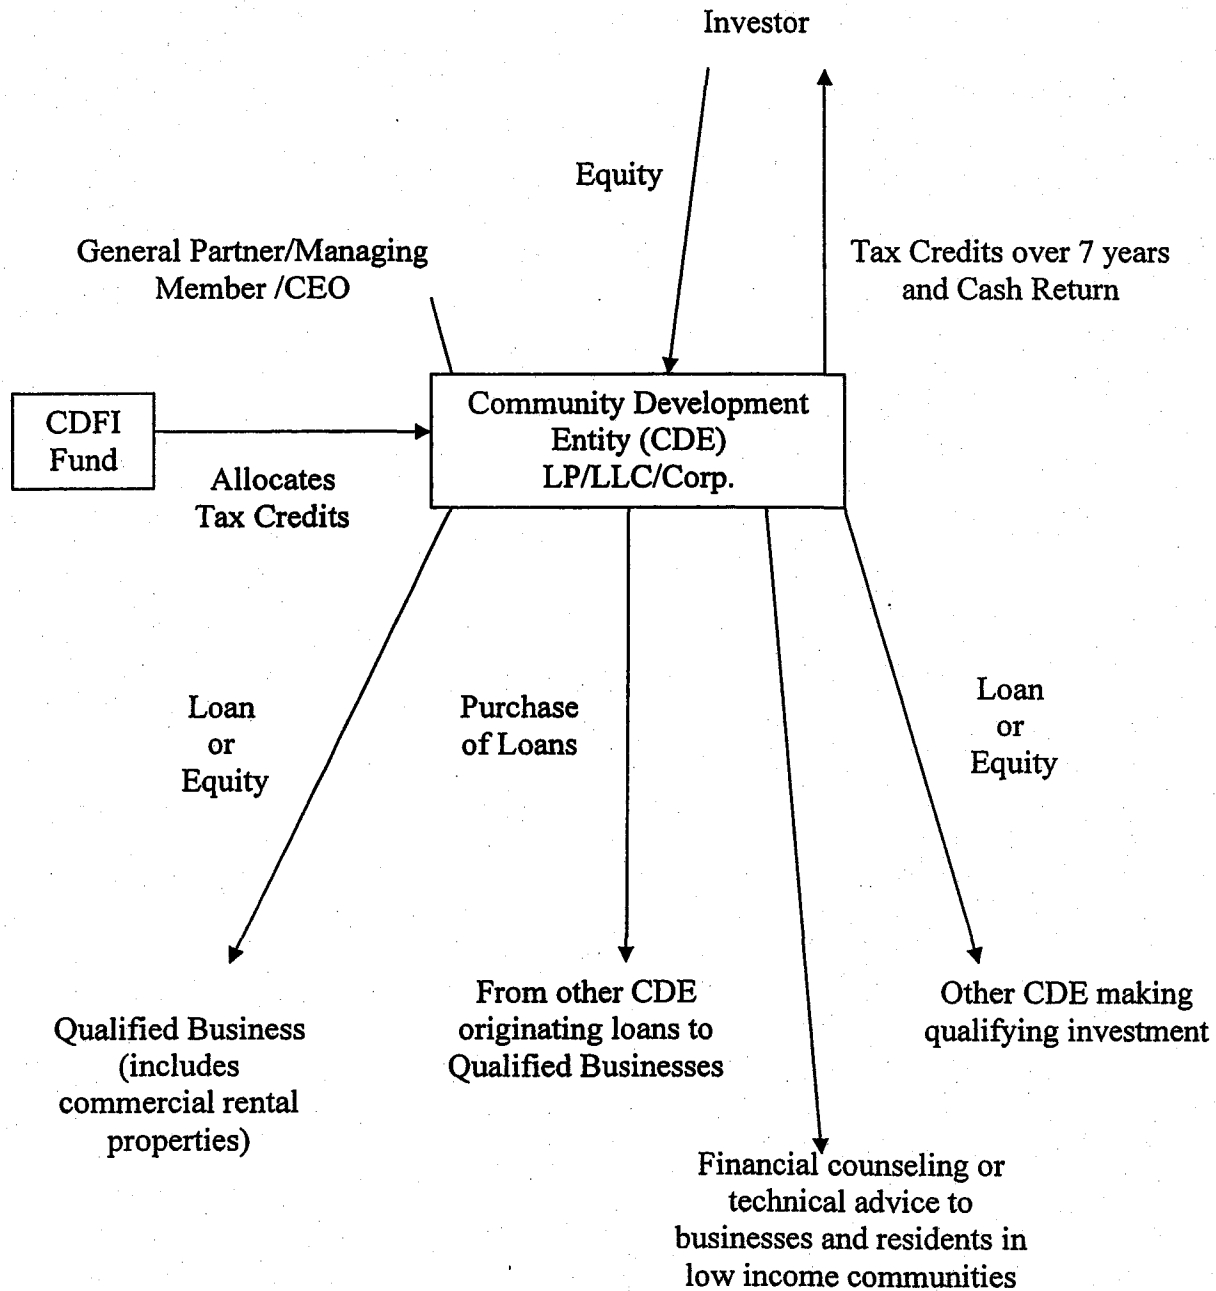 Investor
Equity
General Partner/Managing
Member /CEO
Tax Credits over 7 years
and Cash Return
CDFI
Fund
Community Development
Entity (CDE)
LP/LLC/Corp.
Allocates
Tax Credits
Loan
or
Equity
Purchase
of Loans
Loan
or
Equity
Qualified Business
(includes
commercial rental
properties)
From other CDE
originating loans to
Qualified Businesses
Other CDE making
qualifying investment
Financial counseling or
technical advice to
businesses and residents in
low income communities